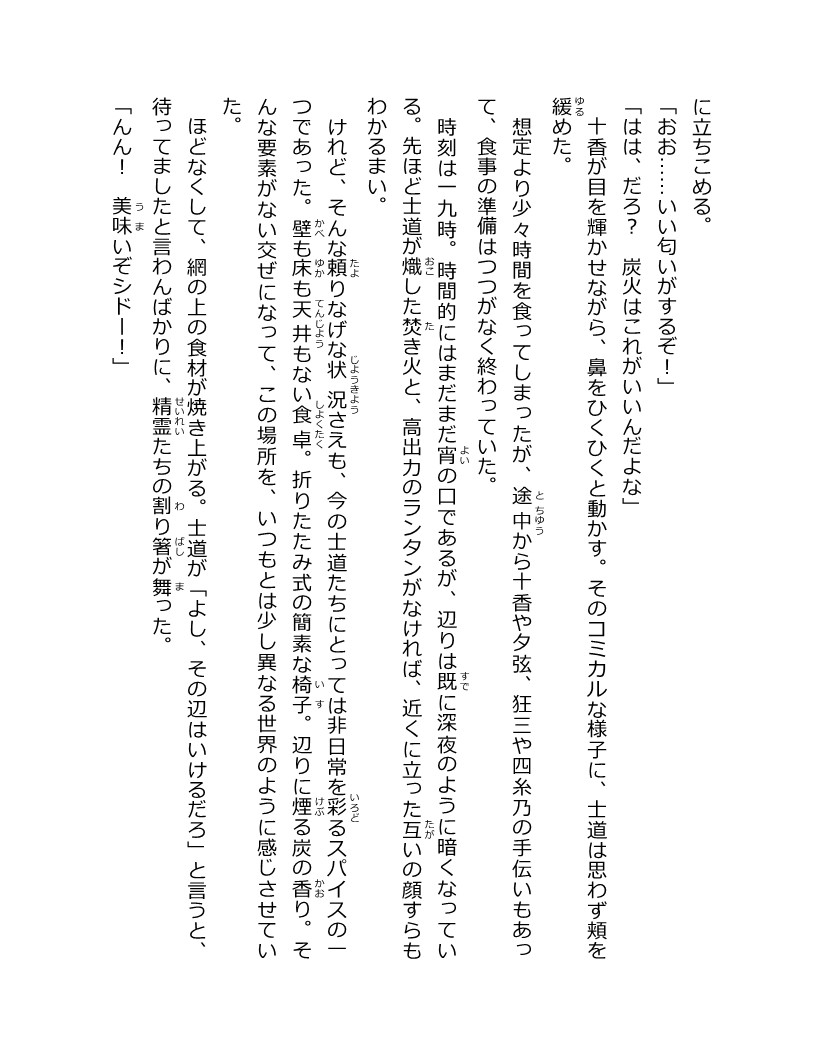 に立ちこめる。
「おお……いい匂いがするぞ！」
「はは、だろ？　炭火はこれがいいんだよな」
　十香が目を輝かせながら、鼻をひくひくと動かす。そのコミカルな様子に、士道は思わず頬を
緩めた。
　想定より少々時間を食ってしまったが、途中から十香や夕弦、狂三や四糸乃の手伝いもあっ
て、食事の準備はつつがなく終わっていた。
　時刻は一九時。時間的にはまだまだ宵の口であるが、辺りは既に深夜のように暗くなってい
る。先ほど士道が熾した焚き火と、高出力のランタンがなければ、近くに立った互いの顔すらも
わかるまい。
　けれど、そんな頼りなげな状況さえも、今の士道たちにとっては非日常を彩るスパイスの一
つであった。壁も床も天井もない食卓。折りたたみ式の簡素な椅子。辺りに煙る炭の香り。そ
んな要素がない交ぜになって、この場所を、いつもとは少し異なる世界のように感じさせてい
た。
　ほどなくして、網の上の食材が焼き上がる。士道が「よし、その辺はいけるだろ」と言うと、
待ってましたと言わんばかりに、精霊たちの割り箸が舞った。
「んん！　美味いぞシドー！」